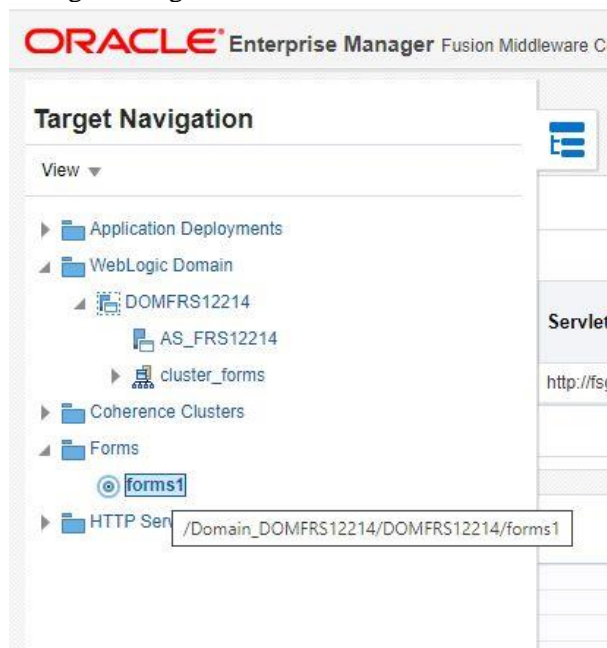 ORACLE Enterprise Manager Fusion Middleware C
Target Navigation
View
Application Deployments
WebLogic Domain
DOMFRS12214
AS_FRS12214
cluster_forms
Coherence Clusters
Forms
forms1
HTTP Serv
/Domain_DOMFRS12214/DOMFRS12214/forms1
Servlet
http://fsg